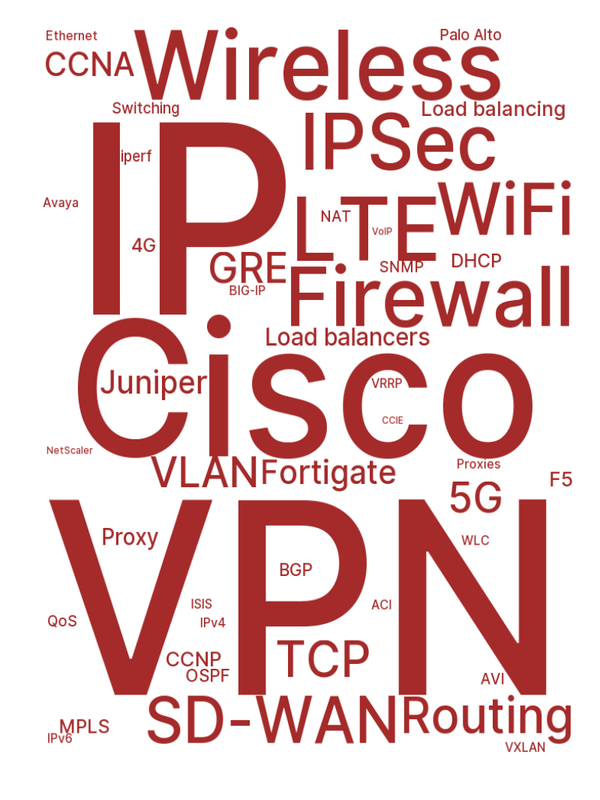 Ethernet
CCNA
Wireless
Palo Alto
Switching
Load balancing
IP
iperf
IPSec
Avaya
4G
LTE
NAT
VoIP
WiFi
GRE
SNMP
DHCP
BIG-IP
Firewall
Load balancers
Cisco
Juniper
VRRP
CCIE
NetScaler
VLAN
Fortigate
Proxies
F5
5G
VPN
Proxy
WLC
BGP
ISIS
ACI
QoS
IPv4
TCP
CCNP
OSPF
AVI
SD-WAN
Routing
MPLS
IPv6
VXLAN